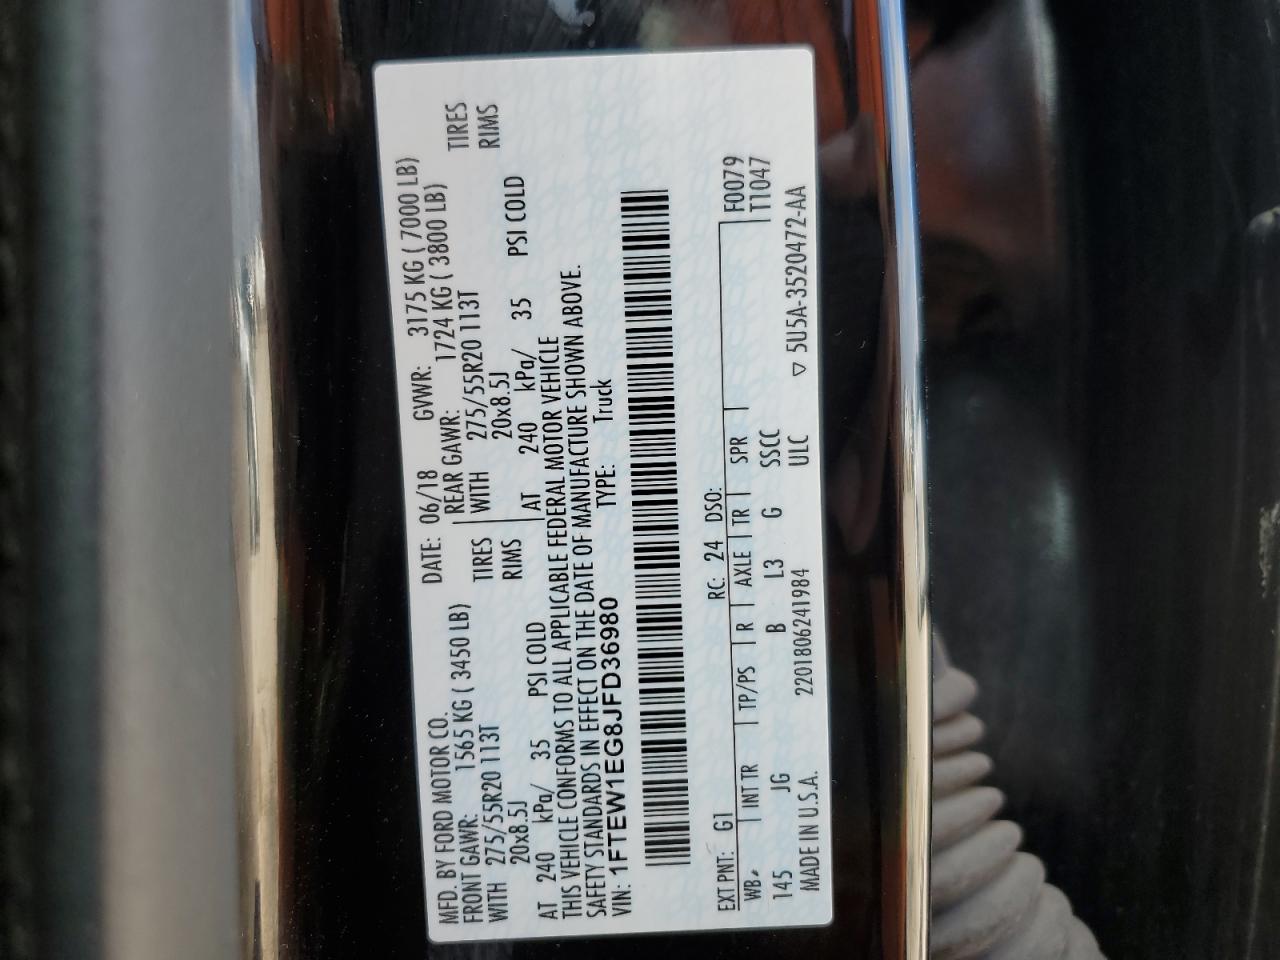 MFD. BY FORD MOTOR CO. DATE: 06/18 GVWR: 3175 KG ( 7000 LB)
FRONT GAWR: 1565 KG ( 3450 LB) REAR GAWR: 1724 KG ( 3800 LB)
WITH 275/55R20 113T TIRES WITH 275/55R20 113T TIRES
20x8.5J RIMS 20x8.5J RIMS
AT 240 kPa/ 35 PSI COLD AT 240 kPa/ 35 PSI COLD
THIS VEHICLE CONFORMS TO ALL APPLICABLE FEDERAL MOTOR VEHICLE
SAFETY STANDARDS IN EFFECT ON THE DATE OF MANUFACTURE SHOWN ABOVE.
VIN: 1FTEW1EG8JFD36980 TYPE: Truck
EXT PNT: G1 RC: 24 DSO: F0079
WB INT TR TP/PS R AXLE TR SPR T1047
145 JG B L3 G SSCC
MADE IN U.S.A. 2201806241984 ULC ▽ 5U5A-3520472-AA